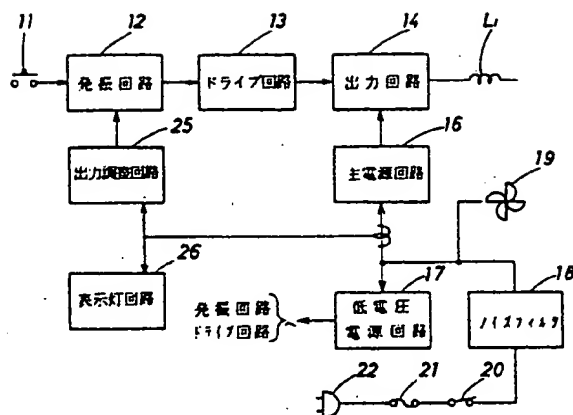 11
12
13
14
L1
発振回路
ドライブ回路
出力回路
25
16
19
出力調整回路
主電源回路
26
17
18
表示灯回路
発振回路
ドライブ回路
低電圧
電源回路
ノイズフィルタ
22
21
20